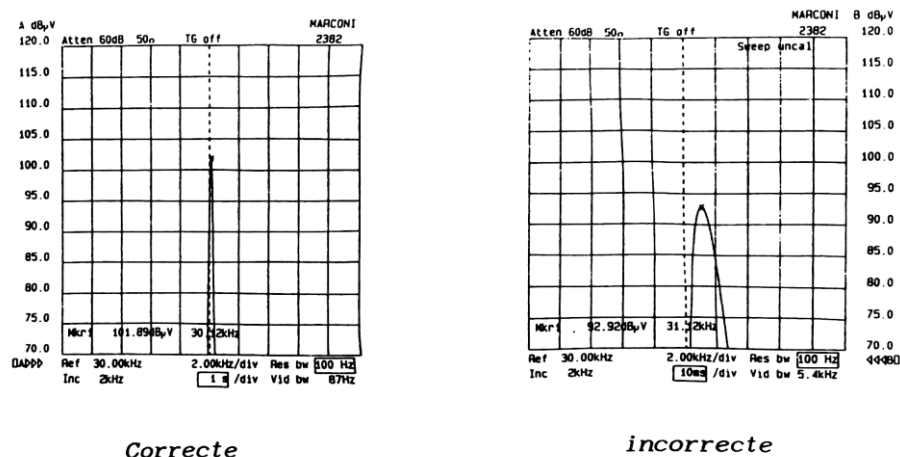 A dBµV
MARCONI
120.0 Atten 60dB 50Ω TG off 2382
115.0
110.0
105.0
100.0
95.0
90.0
85.0
80.0
75.0
Mkr1 101.89dBµV 30.12kHz
70.0
Ref 30.00kHz 2.00kHz/div Res bw 100 Hz
Inc 2kHz 1 s /div Vid bw 87Hz
Correcte
MARCONI B dBµV
Atten 60dB 50Ω TG off 2382 120.0
Sweep uncal
115.0
110.0
105.0
100.0
95.0
90.0
85.0
80.0
75.0
Mkr1 92.92dBµV 31.12kHz
70.0
Ref 30.00kHz 2.00kHz/div Res bw 100 Hz
Inc 2kHz 10ms /div Vid bw 5.4kHz
incorrecte